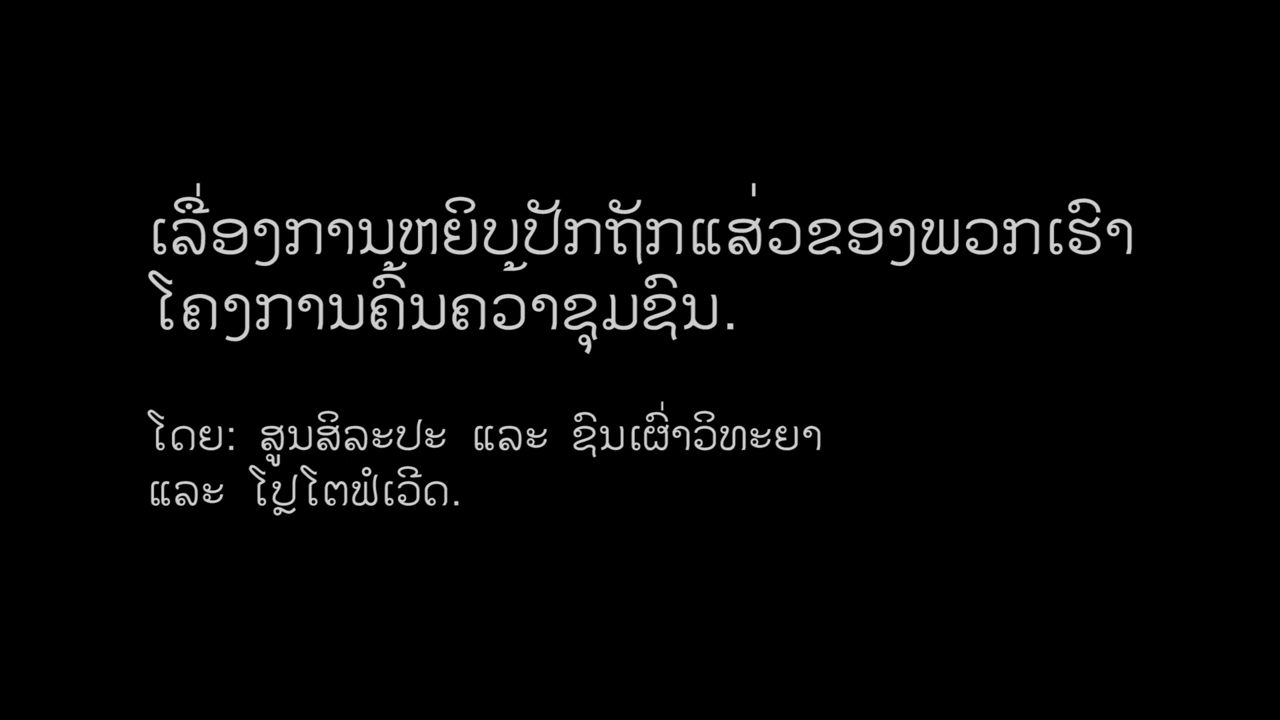 ເລື່ອງການຫຍິບປັກຖັກແສ່ວຂອງພວກເຮົາ
ໂຄງການຄົ້ນຄວ້າຊຸມຊົນ.
ໂດຍ: ສູນສິລະປະ ແລະ ຊົນເຜົ່າວິທະຍາ
ແລະ ໂປຼໂຕຟໍເວີດ.